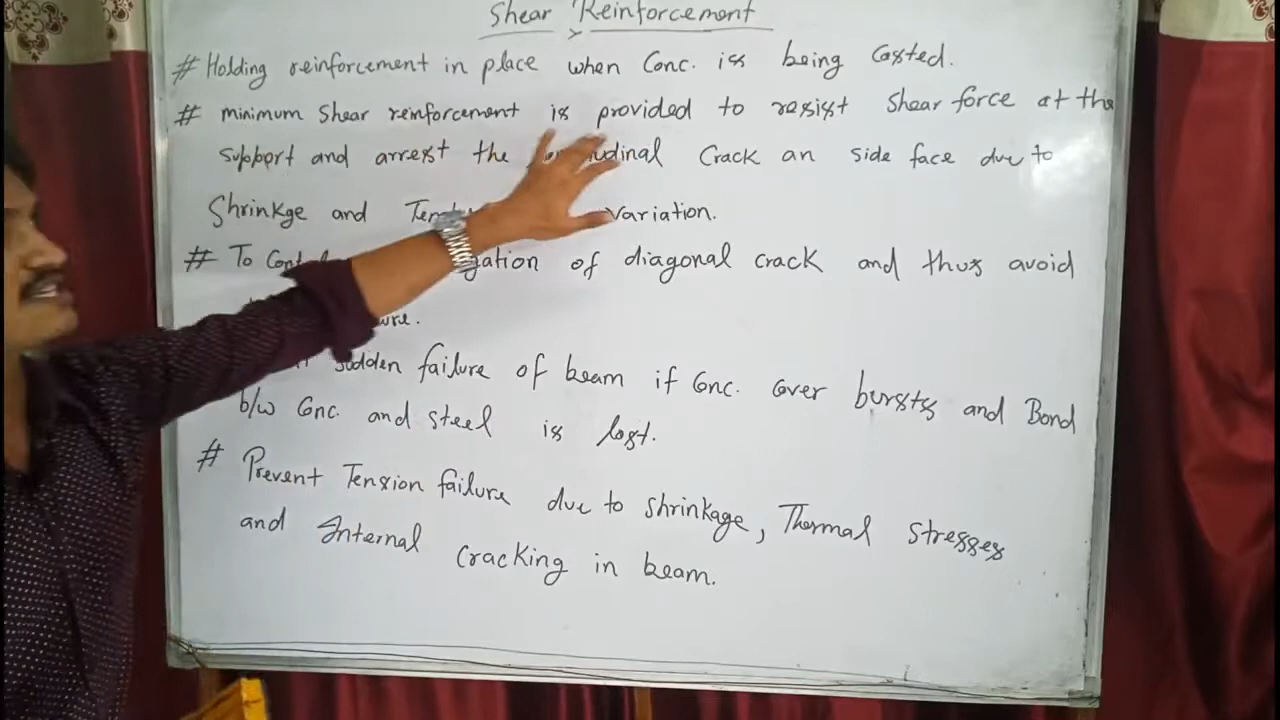 Shear Reinforcement
# Holding reinforcement in place when Conc. is being Casted.
# minimum Shear reinforcement is provided to resist Shear force at the
support and arrest the Crack an side face due to
Shrinkge and variation.
# To of diagonal crack and thus avoid
sudden failure of beam if Conc. Cover bursts and Bond
b/w Conc. and steel is lost.
# Prevent Tension failure due to shrinkage, Thermal stresses
and Internal cracking in beam.